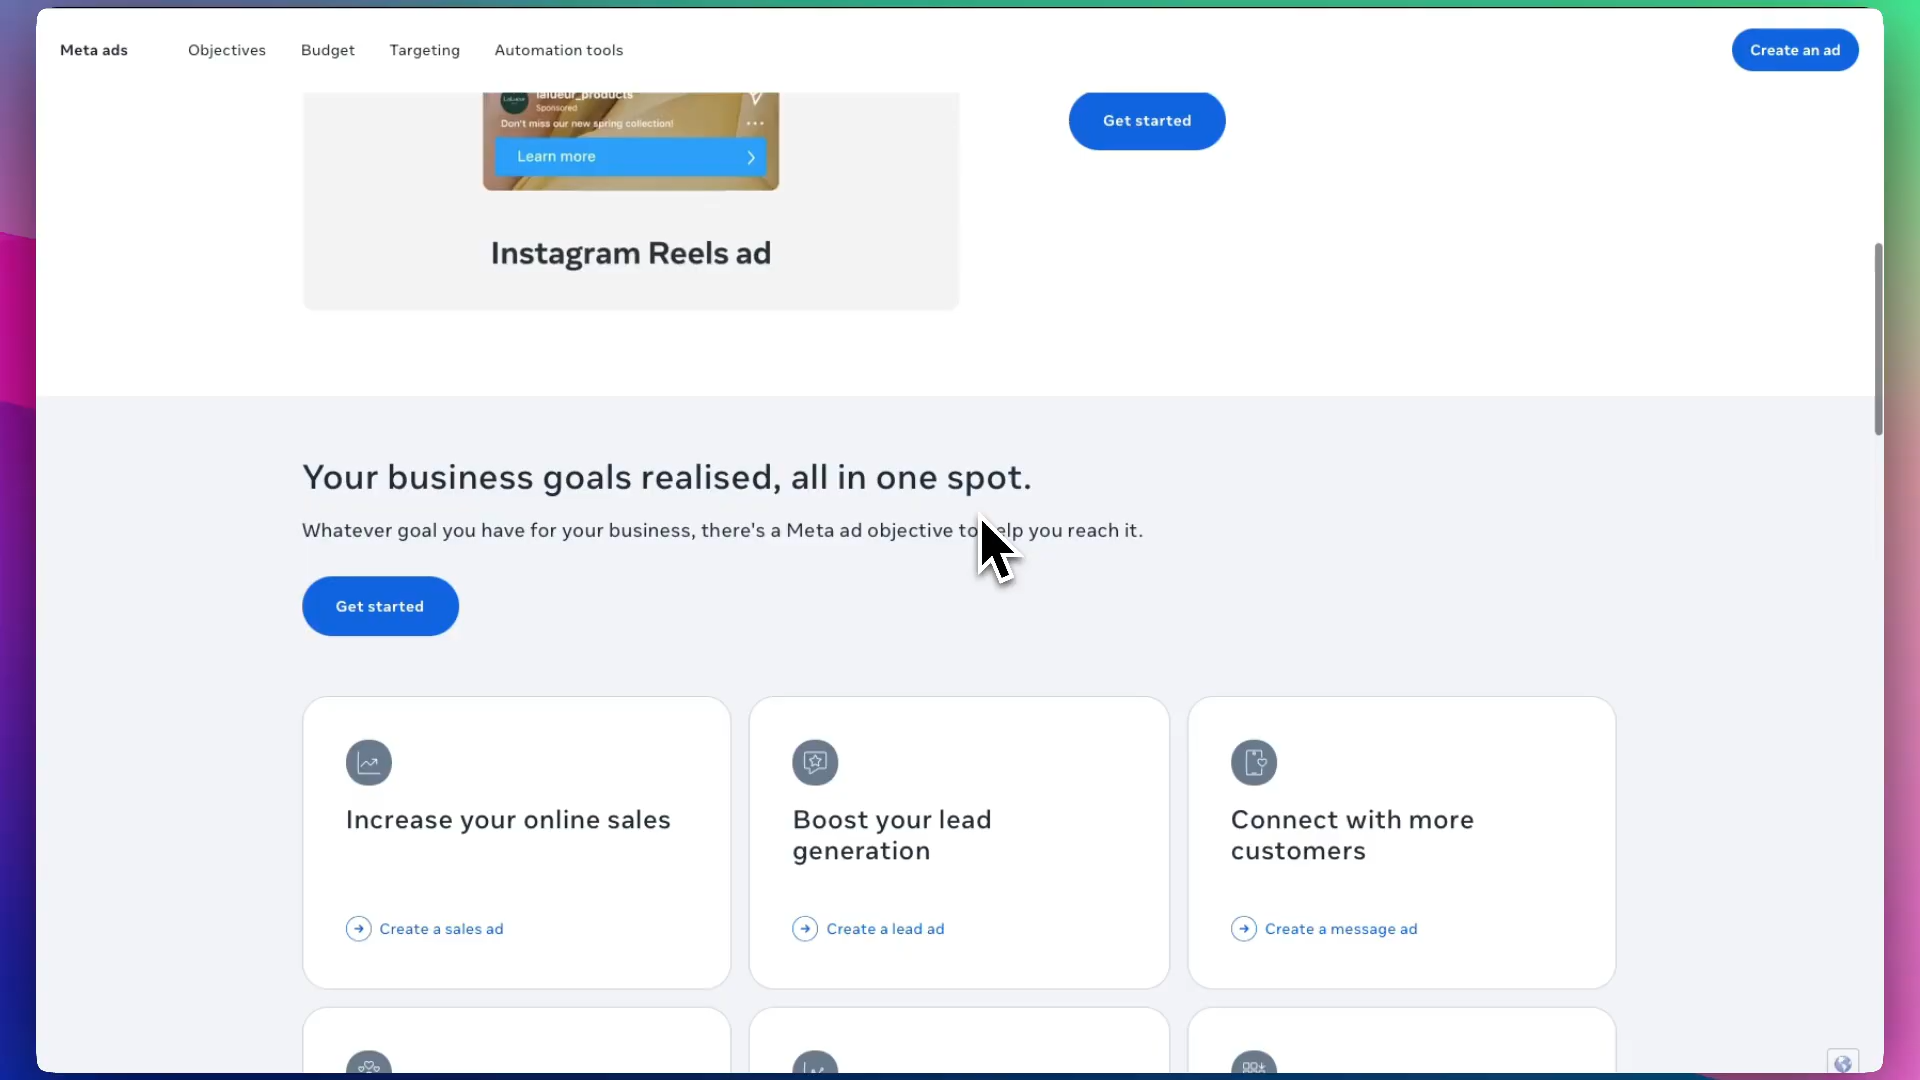 Meta ads
Objectives
Budget
Targeting
Automation tools
Create an ad
lalueur_products
Sponsored
Don't miss our new spring collection!
Learn more
Get started
Instagram Reels ad
Your business goals realised, all in one spot.
Whatever goal you have for your business, there's a Meta ad objective to help you reach it.
Get started
Increase your online sales
Create a sales ad
Boost your lead
generation
Create a lead ad
Connect with more
customers
Create a message ad